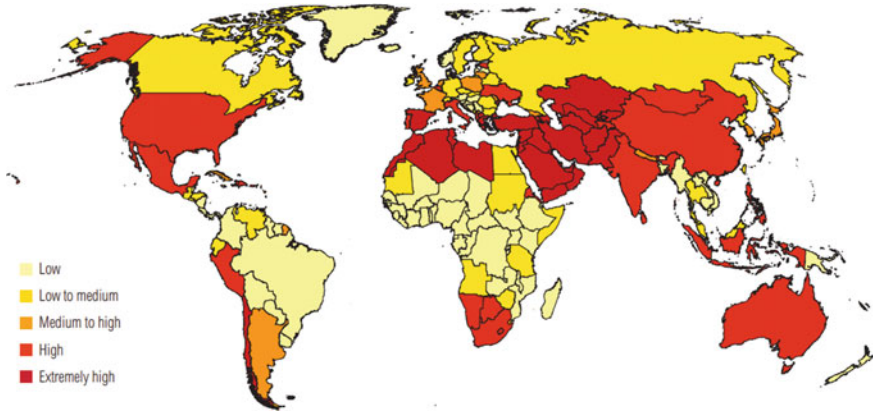 Low
Low to medium
Medium to high
High
Extremely high